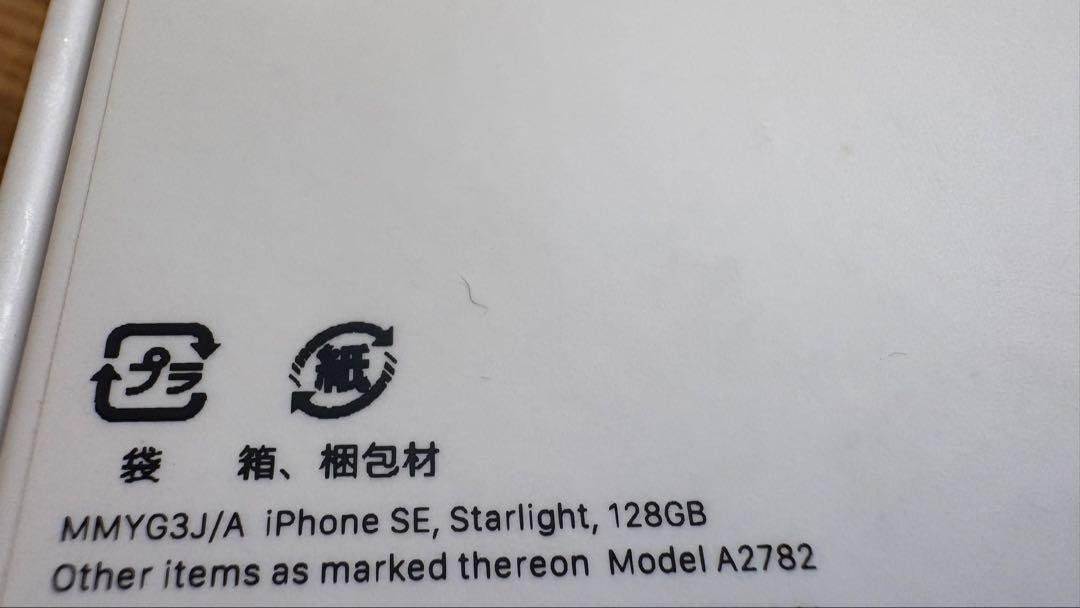 プラ 紙
袋 箱、梱包材
MMYG3J/A iPhone SE, Starlight, 128GB
Other items as marked thereon Model A2782